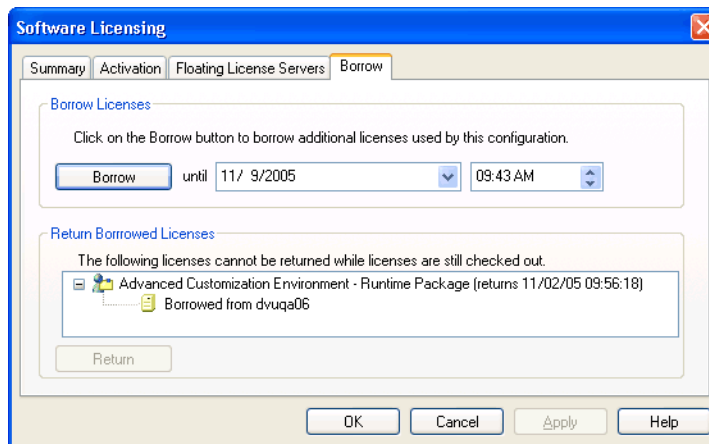 Software Licensing
Summary Activation Floating License Servers Borrow
Borrow Licenses
Click on the Borrow button to borrow additional licenses used by this configuration.
Borrow until 11/ 9/2005 09:43 AM
Return Borrrowed Licenses
The following licenses cannot be returned while licenses are still checked out.
Advanced Customization Environment - Runtime Package (returns 11/02/05 09:56:18)
Borrowed from dvuqa06
Return
OK Cancel Apply Help